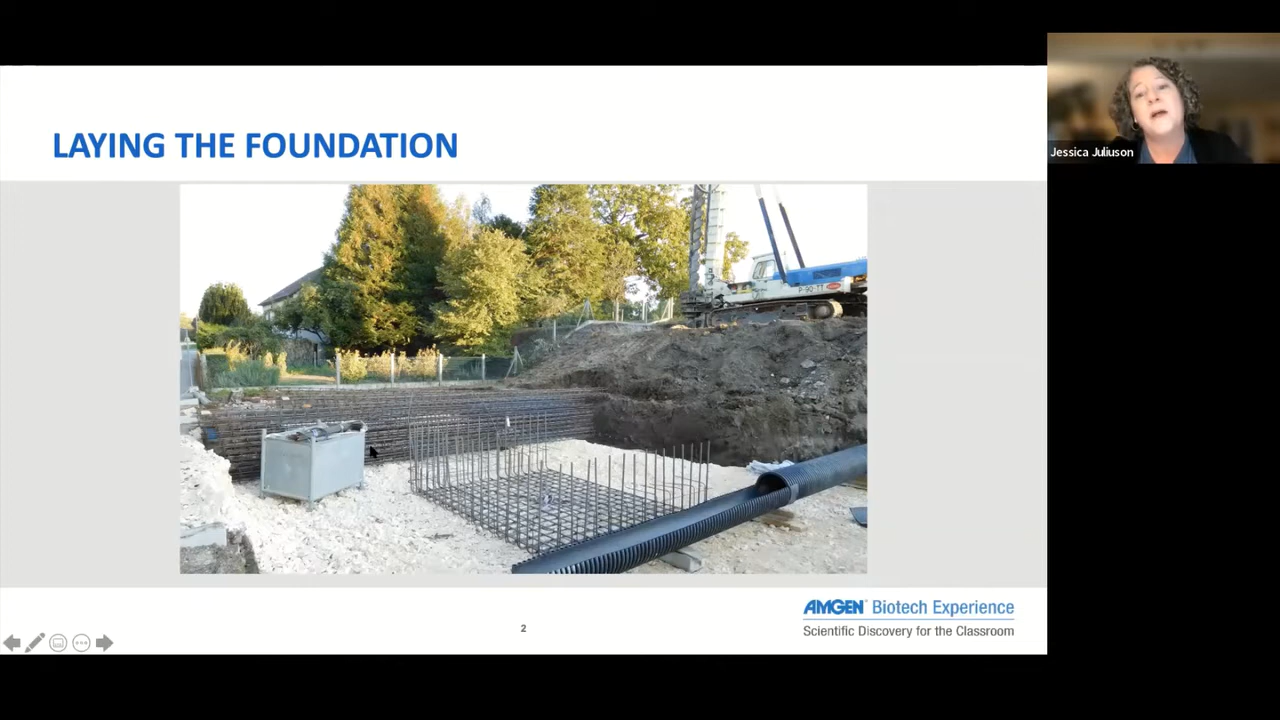 LAYING THE FOUNDATION
Jessica Juliuson
P-90-TT
2
AMGEN Biotech Experience
Scientific Discovery for the Classroom